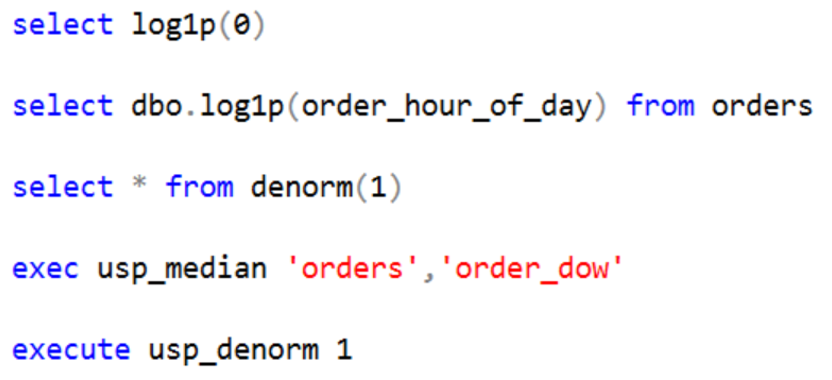 select log1p(0)
select dbo.log1p(order_hour_of_day) from orders
select * from denorm(1)
exec usp_median 'orders','order_dow'
execute usp_denorm 1